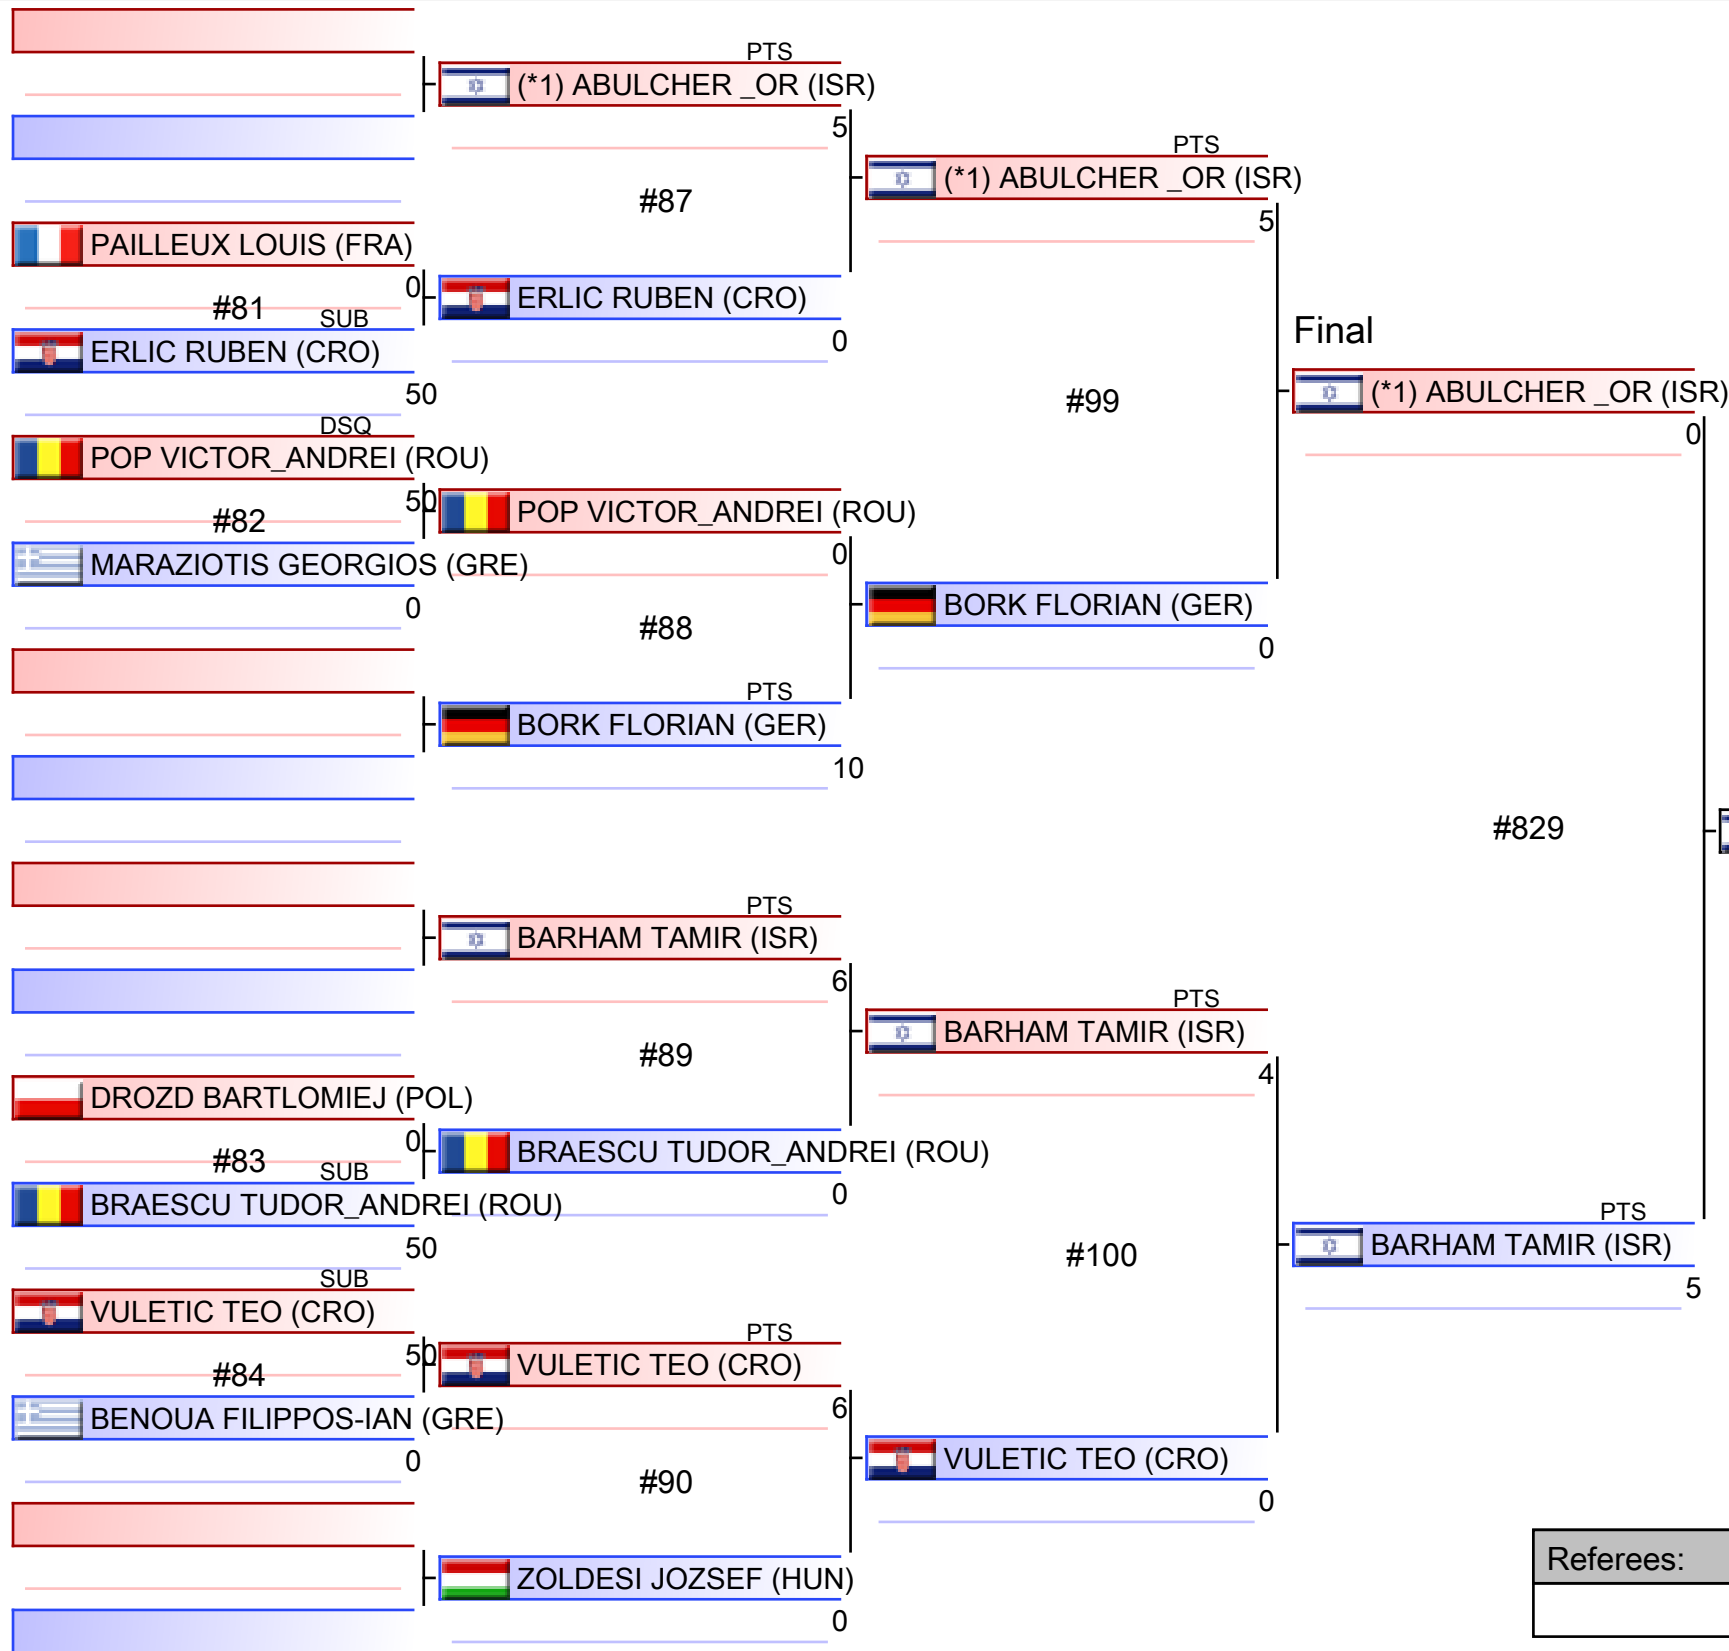 PTS
(*1) ABULCHER _OR (ISR)
5
#87
ERLIC RUBEN (CRO)
0
PAILLEUX LOUIS (FRA)
0
#81
SUB
ERLIC RUBEN (CRO)
50
DSQ
POP VICTOR_ANDREI (ROU)
50
#82
MARAZIOTIS GEORGIOS (GRE)
0
POP VICTOR_ANDREI (ROU)
0
#88
PTS
BORK FLORIAN (GER)
10
PTS
(*1) ABULCHER _OR (ISR)
5
#99
BORK FLORIAN (GER)
0
Final
(*1) ABULCHER _OR (ISR)
0
#829
PTS
BARHAM TAMIR (ISR)
5
PTS
BARHAM TAMIR (ISR)
6
#89
BRAESCU TUDOR_ANDREI (ROU)
0
DROZD BARTLOMIEJ (POL)
0
#83
SUB
BRAESCU TUDOR_ANDREI (ROU)
50
SUB
VULETIC TEO (CRO)
50
#84
BENOUA FILIPPOS-IAN (GRE)
0
PTS
VULETIC TEO (CRO)
6
#90
ZOLDESI JOZSEF (HUN)
0
PTS
BARHAM TAMIR (ISR)
4
#100
VULETIC TEO (CRO)
0
Referees: